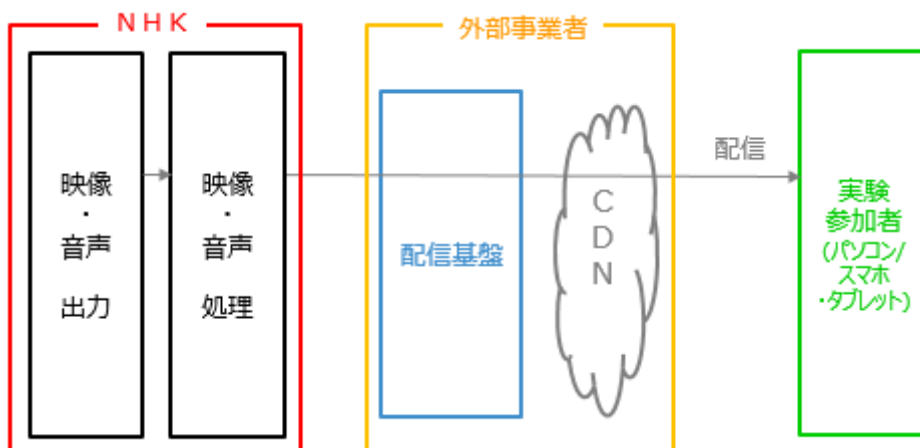 NHK
外部事業者
映像
・
音声
出力
映像
・
音声
処理
配信基盤
CDN
配信
実験
参加者
(パソコン/
スマホ
・タブレット)